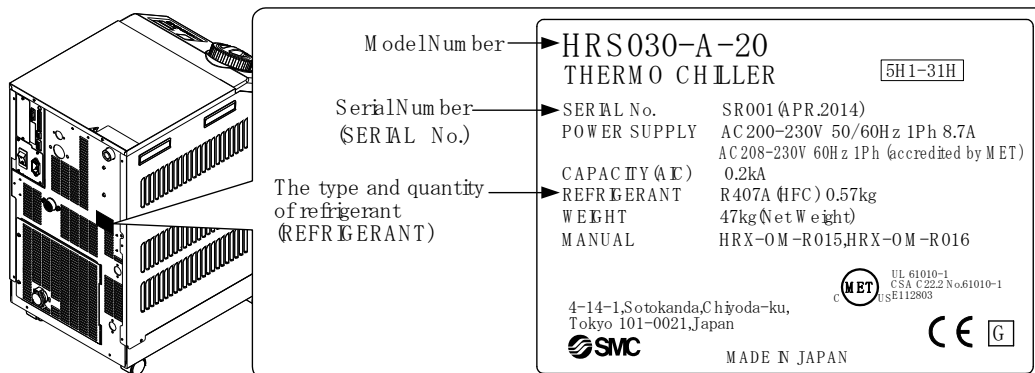 Model Number
Serial Number
(SERIAL No.)
The type and quantity
of refrigerant
(REFRIGERANT)
HRS030-A-20
THERMO CHILLER
5H1-31H
SERIAL No. SR001 (APR.2014)
POWER SUPPLY AC200-230V 50/60Hz 1Ph 8.7A
AC208-230V 60Hz 1Ph (accredited by MET)
CAPACITY (AIC) 0.2kA
REFRIGERANT R407A (HFC) 0.57kg
WEIGHT 47kg (Net Weight)
MANUAL HRX-OM-R015,HRX-OM-R016
C MET US
UL 61010-1
CSA C22.2 No.61010-1
E112803
4-14-1,Sotokanda,Chiyoda-ku,
Tokyo 101-0021,Japan
SMC
CE G
MADE IN JAPAN